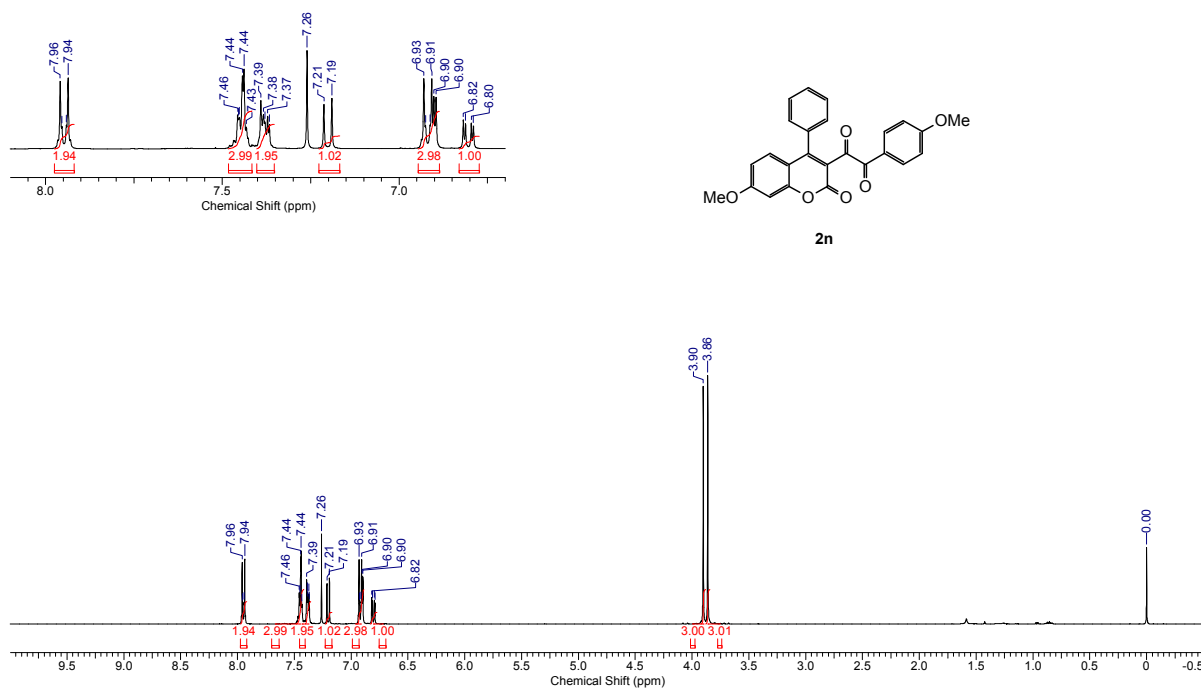 7.96 7.94 7.46 7.44 7.44 7.43 7.39 7.38 7.37 7.26 7.21 7.19 6.93 6.91 6.90 6.90 6.82 6.80
1.94 2.99 1.95 1.02 2.98 1.00
8.0 7.5 7.0
Chemical Shift (ppm)
OMe
O
O
MeO O O
2n
7.96 7.94 7.46 7.44 7.44 7.39 7.26 7.21 7.19 6.93 6.91 6.90 6.90 6.82 3.90 3.86 0.00
1.94 2.99 1.95 1.02 2.98 1.00 3.00 3.01
9.5 9.0 8.5 8.0 7.5 7.0 6.5 6.0 5.5 5.0 4.5 4.0 3.5 3.0 2.5 2.0 1.5 1.0 0.5 0 -0.5
Chemical Shift (ppm)